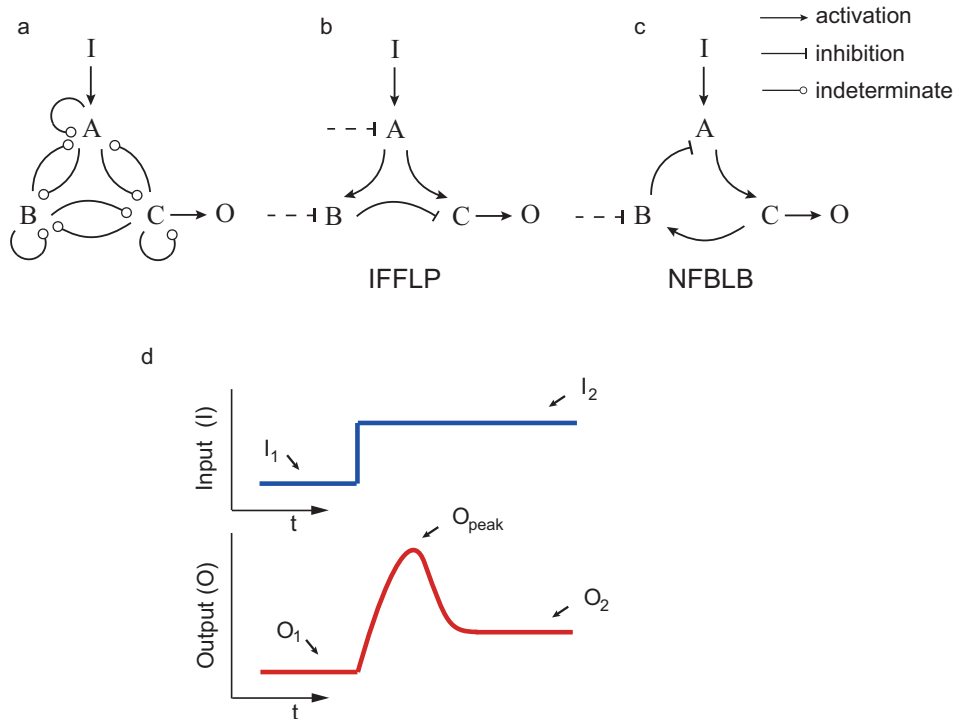 a
I
A
B
C
O
b
I
A
B
C
O
IFFLP
c
I
A
B
C
O
NFBLB
activation
inhibition
indeterminate
d
Input (I)
I1
I2
t
Output (O)
O1
Opeak
O2
t